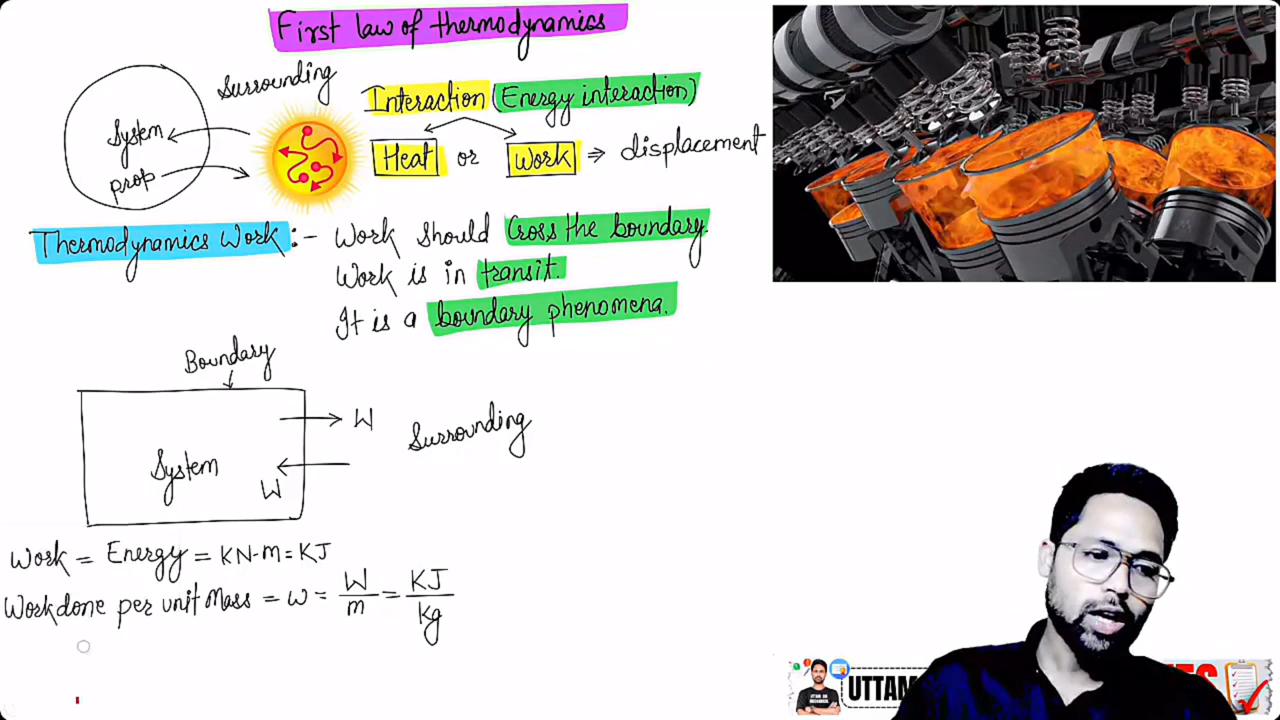 First law of thermodynamics
Surrounding
System
prop
Interaction (Energy interaction)
Heat or Work ⇒ displacement
Thermodynamics Work :- Work should Cross the boundary.
Work is in transit.
It is a boundary phenomena.
Boundary
W
Surrounding
System
W
Work = Energy = KN-m = KJ
Workdone per unit Mass = w = W/m = KJ/kg
UTTAM